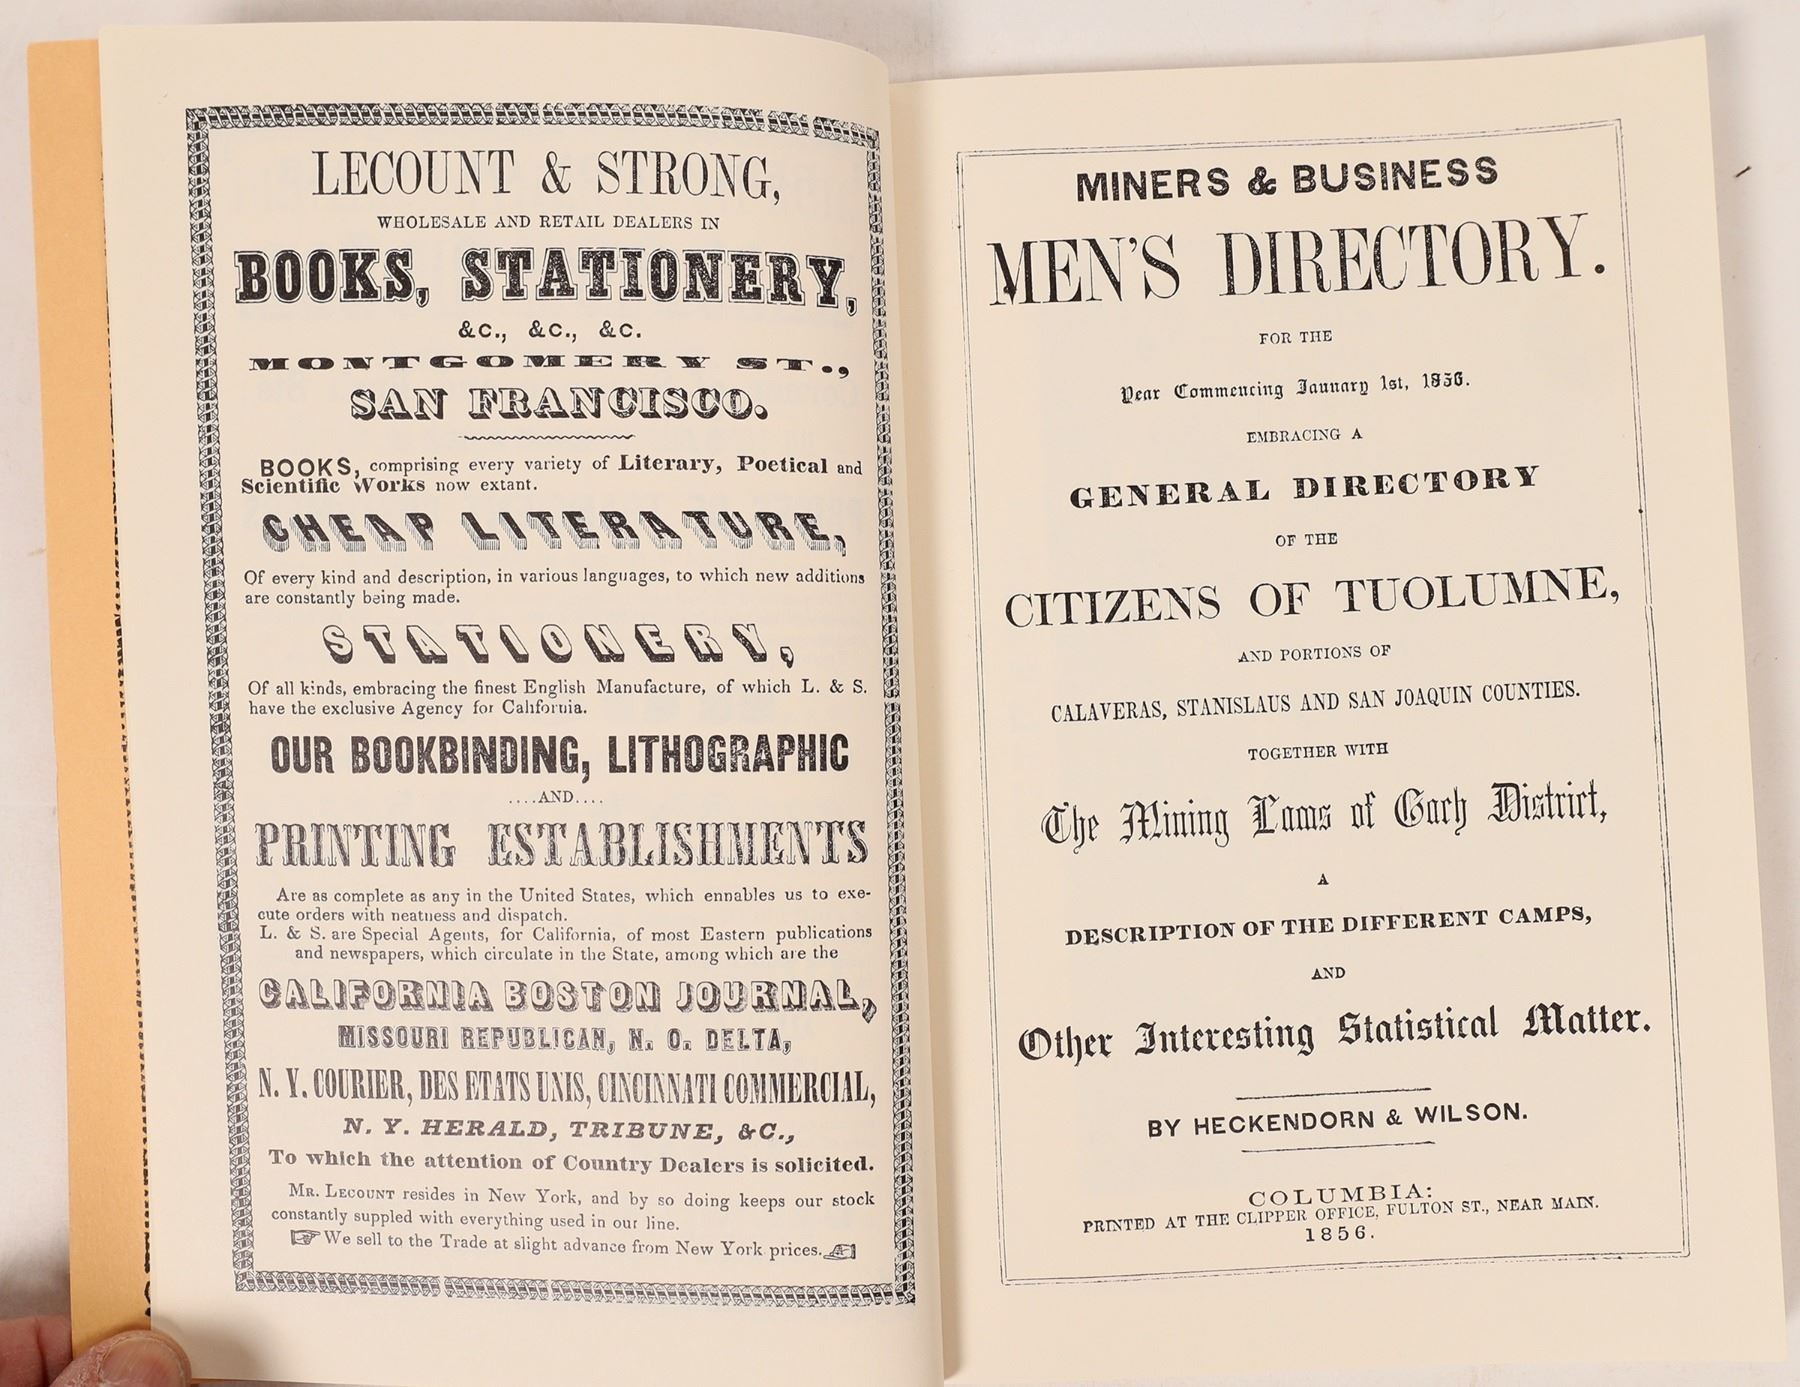 LECOUNT & STRONG,
WHOLESALE AND RETAIL DEALERS IN
BOOKS, STATIONERY,
&C., &C., &C.
MONTGOMERY ST.,
SAN FRANCISCO.
BOOKS, comprising every variety of Literary, Poetical and
Scientific Works now extant.
CHEAP LITERATURE,
Of every kind and description, in various languages, to which new additions
are constantly being made.
STATIONERY,
Of all kinds, embracing the finest English Manufacture, of which L. & S.
have the exclusive Agency for California.
OUR BOOKBINDING, LITHOGRAPHIC
....AND....
PRINTING ESTABLISHMENTS
Are as complete as any in the United States, which ennables us to exe-
cute orders with neatness and dispatch.
L. & S. are Special Agents, for California, of most Eastern publications
and newspapers, which circulate in the State, among which are the
CALIFORNIA BOSTON JOURNAL,
MISSOURI REPUBLICAN, N. O. DELTA,
N. Y. COURIER, DES ETATS UNIS, CINCINNATI COMMERCIAL,
N. Y. HERALD, TRIBUNE, &C.,
To which the attention of Country Dealers is solicited.
MR. LECOUNT resides in New York, and by so doing keeps our stock
constantly suppled with everything used in our line.
We sell to the Trade at slight advance from New York prices.
MINERS & BUSINESS
MEN'S DIRECTORY.
FOR THE
Year Commencing January 1st, 1856.
EMBRACING A
GENERAL DIRECTORY
OF THE
CITIZENS OF TUOLUMNE,
AND PORTIONS OF
CALAVERAS, STANISLAUS AND SAN JOAQUIN COUNTIES.
TOGETHER WITH
The Mining Laws of Each District,
A
DESCRIPTION OF THE DIFFERENT CAMPS,
AND
Other Interesting Statistical Matter.
BY HECKENDORN & WILSON.
COLUMBIA:
PRINTED AT THE CLIPPER OFFICE, FULTON ST., NEAR MAIN.
1856.